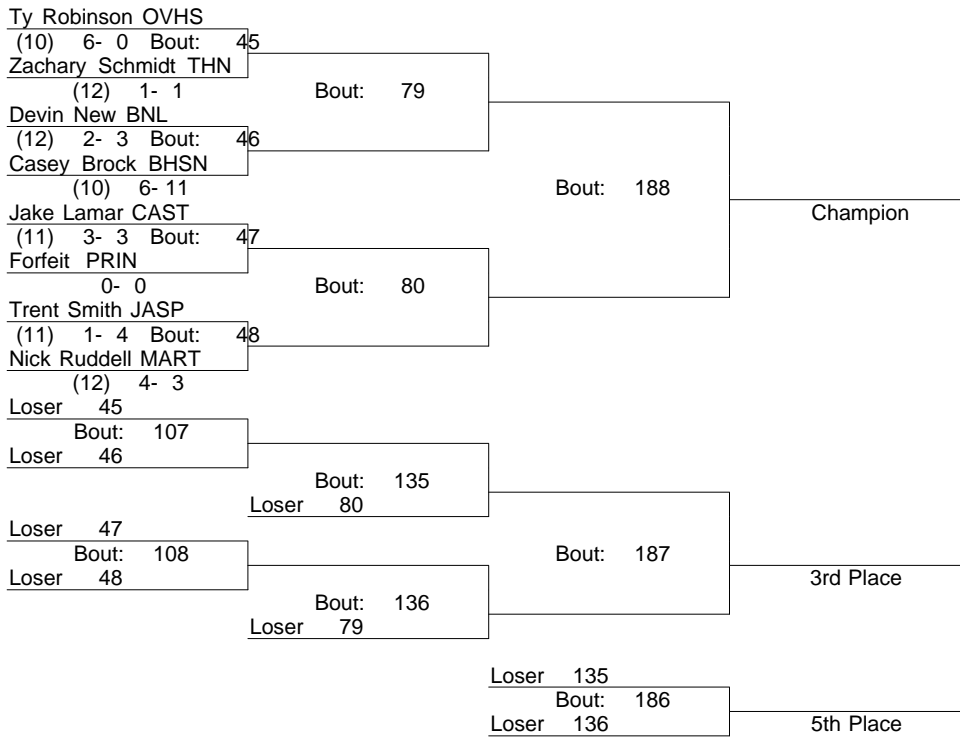 Ty Robinson OVHS
(10) 6- 0 Bout: 45
Zachary Schmidt THN
(12) 1- 1
Bout: 79
Devin New BNL
(12) 2- 3 Bout: 46
Casey Brock BHSN
(10) 6- 11
Bout: 188
Champion
Jake Lamar CAST
(11) 3- 3 Bout: 47
Forfeit PRIN
0- 0
Bout: 80
Trent Smith JASP
(11) 1- 4 Bout: 48
Nick Ruddell MART
(12) 4- 3
Loser 45
Bout: 107
Loser 46
Bout: 135
Loser 80
Loser 47
Bout: 108
Loser 48
Bout: 187
3rd Place
Bout: 136
Loser 79
Loser 135
Bout: 186
Loser 136
5th Place